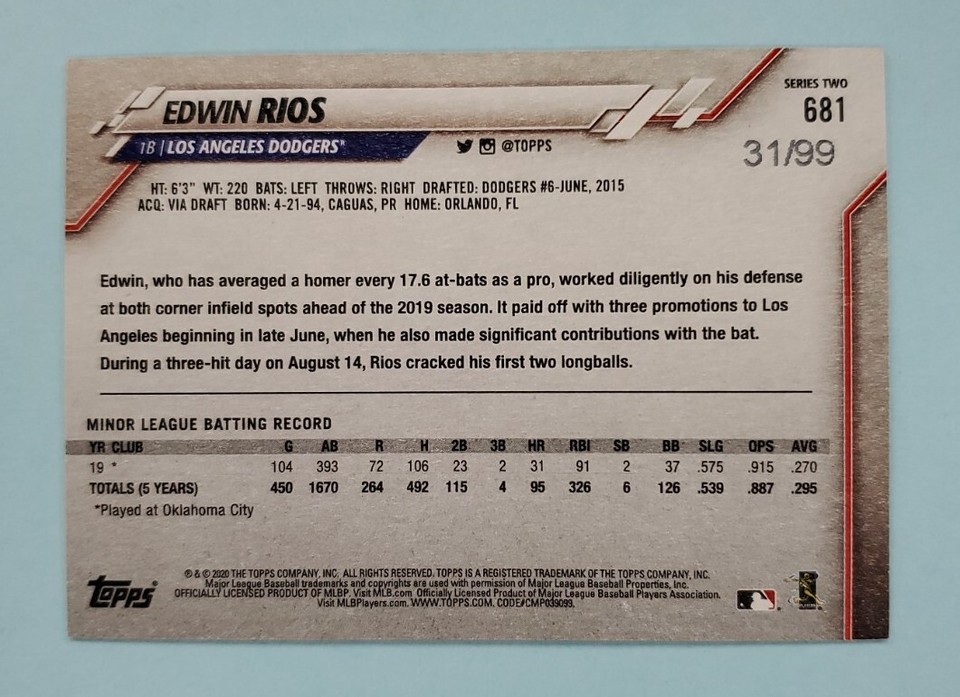 SERIES TWO
EDWIN RIOS
681
1B | LOS ANGELES DODGERS®
@TOPPS
31/99
HT: 6'3" WT: 220 BATS: LEFT THROWS: RIGHT DRAFTED: DODGERS #6-JUNE, 2015
ACQ: VIA DRAFT BORN: 4-21-94, CAGUAS, PR HOME: ORLANDO, FL
Edwin, who has averaged a homer every 17.6 at-bats as a pro, worked diligently on his defense
at both corner infield spots ahead of the 2019 season. It paid off with three promotions to Los
Angeles beginning in late June, when he also made significant contributions with the bat.
During a three-hit day on August 14, Rios cracked his first two longballs.
MINOR LEAGUE BATTING RECORD
YR CLUB G AB R H 2B 3B HR RBI SB BB SLG OPS AVG
19 * 104 393 72 106 23 2 31 91 2 37 .575 .915 .270
TOTALS (5 YEARS) 450 1670 264 492 115 4 95 326 6 126 .539 .887 .295
*Played at Oklahoma City
® & © 2020 THE TOPPS COMPANY, INC. ALL RIGHTS RESERVED. TOPPS IS A REGISTERED TRADEMARK OF THE TOPPS COMPANY, INC.
Major League Baseball trademarks and copyrights are used with permission of Major League Baseball Properties, Inc.
OFFICIALLY LICENSED PRODUCT OF MLBP. Visit MLB.com Officially Licensed Product of Major League Baseball Players Association.
Visit MLBPlayers.com. WWW.TOPPS.COM. CODE#CMP039099.
Topps®